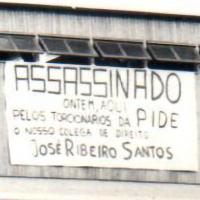 ASSASSINADO
ONTEM, AQUI
PELOS TORCIONÁRIOS DA PIDE
O NOSSO COLEGA DE DIREITO
JOSÉ RIBEIRO SANTOS